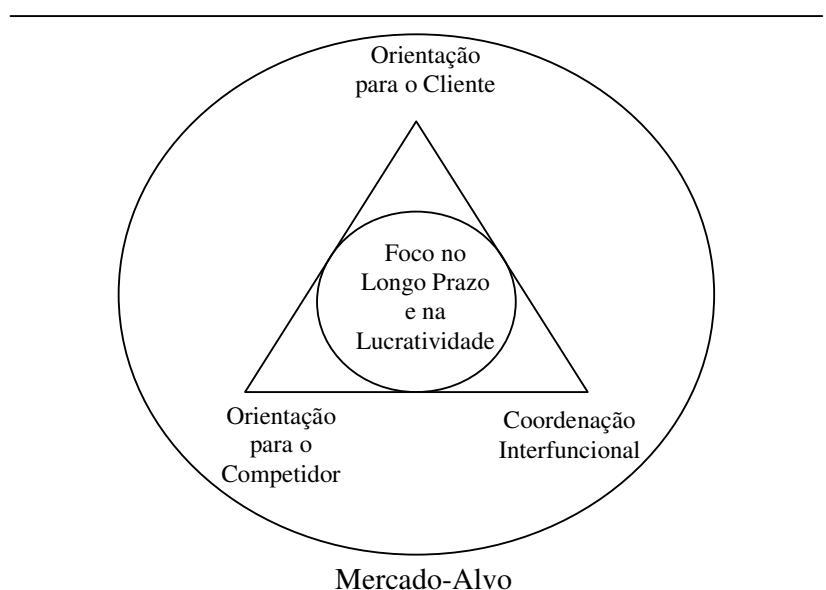 Orientação
para o Cliente
Foco no
Longo Prazo
e na
Lucratividade
Orientação
para o
Competidor
Coordenação
Interfuncional
Mercado-Alvo